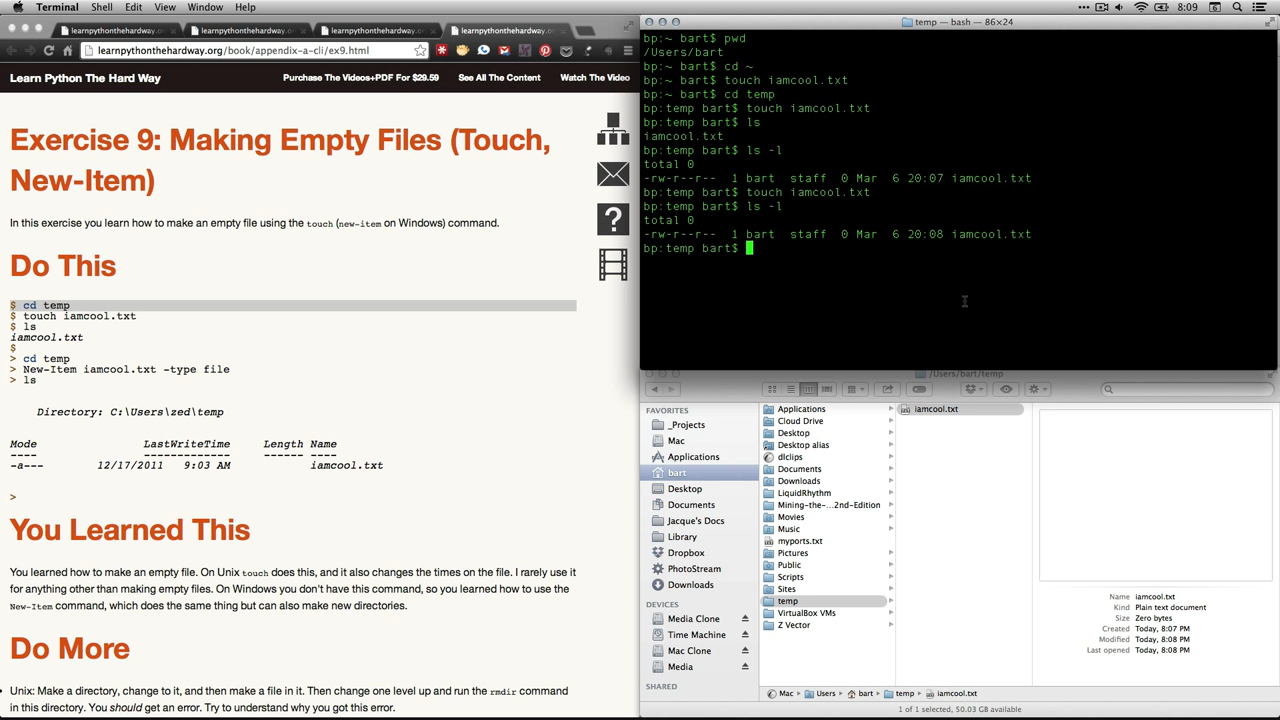 Terminal Shell Edit View Window Help
8:09
learnpythonthehardway.org/ learnpythonthehardway.org/ learnpythonthehardway.org/ learnpythonthehardway.org/
learnpythonthehardway.org/book/appendix-a-cli/ex9.html
Learn Python The Hard Way Purchase The Videos+PDF For $29.59 See All The Content Watch The Video
Exercise 9: Making Empty Files (Touch,
New-Item)
In this exercise you learn how to make an empty file using the touch (new-item on Windows) command.
Do This
$ cd temp
$ touch iamcool.txt
$ ls
iamcool.txt
$
> cd temp
> New-Item iamcool.txt -type file
> ls
Directory: C:\Users\zed\temp
Mode LastWriteTime Length Name
---- ------------- ------ ----
-a--- 12/17/2011 9:03 AM iamcool.txt
>
You Learned This
You learned how to make an empty file. On Unix touch does this, and it also changes the times on the file. I rarely use it
for anything other than making empty files. On Windows you don't have this command, so you learned how to use the
New-Item command, which does the same thing but can also make new directories.
Do More
Unix: Make a directory, change to it, and then make a file in it. Then change one level up and run the rmdir command
in this directory. You should get an error. Try to understand why you got this error.
temp — bash — 86×24
bp:~ bart$ pwd
/Users/bart
bp:~ bart$ cd ~
bp:~ bart$ touch iamcool.txt
bp:~ bart$ cd temp
bp:temp bart$ touch iamcool.txt
bp:temp bart$ ls
iamcool.txt
bp:temp bart$ ls -l
total 0
-rw-r--r-- 1 bart staff 0 Mar 6 20:07 iamcool.txt
bp:temp bart$ touch iamcool.txt
bp:temp bart$ ls -l
total 0
-rw-r--r-- 1 bart staff 0 Mar 6 20:08 iamcool.txt
bp:temp bart$
/Users/bart/temp
FAVORITES
_Projects
Mac
Applications
bart
Desktop
Documents
Jacque's Docs
Library
Dropbox
PhotoStream
Downloads
DEVICES
Media Clone
Time Machine
Mac Clone
Media
SHARED
Applications
Cloud Drive
Desktop
Desktop alias
dlclips
Documents
Downloads
LiquidRhythm
Mining-the-...2nd-Edition
Movies
Music
myports.txt
Pictures
Public
Scripts
Sites
temp
VirtualBox VMs
Z Vector
iamcool.txt
Name iamcool.txt
Kind Plain text document
Size Zero bytes
Created Today, 8:07 PM
Modified Today, 8:08 PM
Last opened Today, 8:08 PM
Mac Users bart temp iamcool.txt
1 of 1 selected, 50.03 GB available